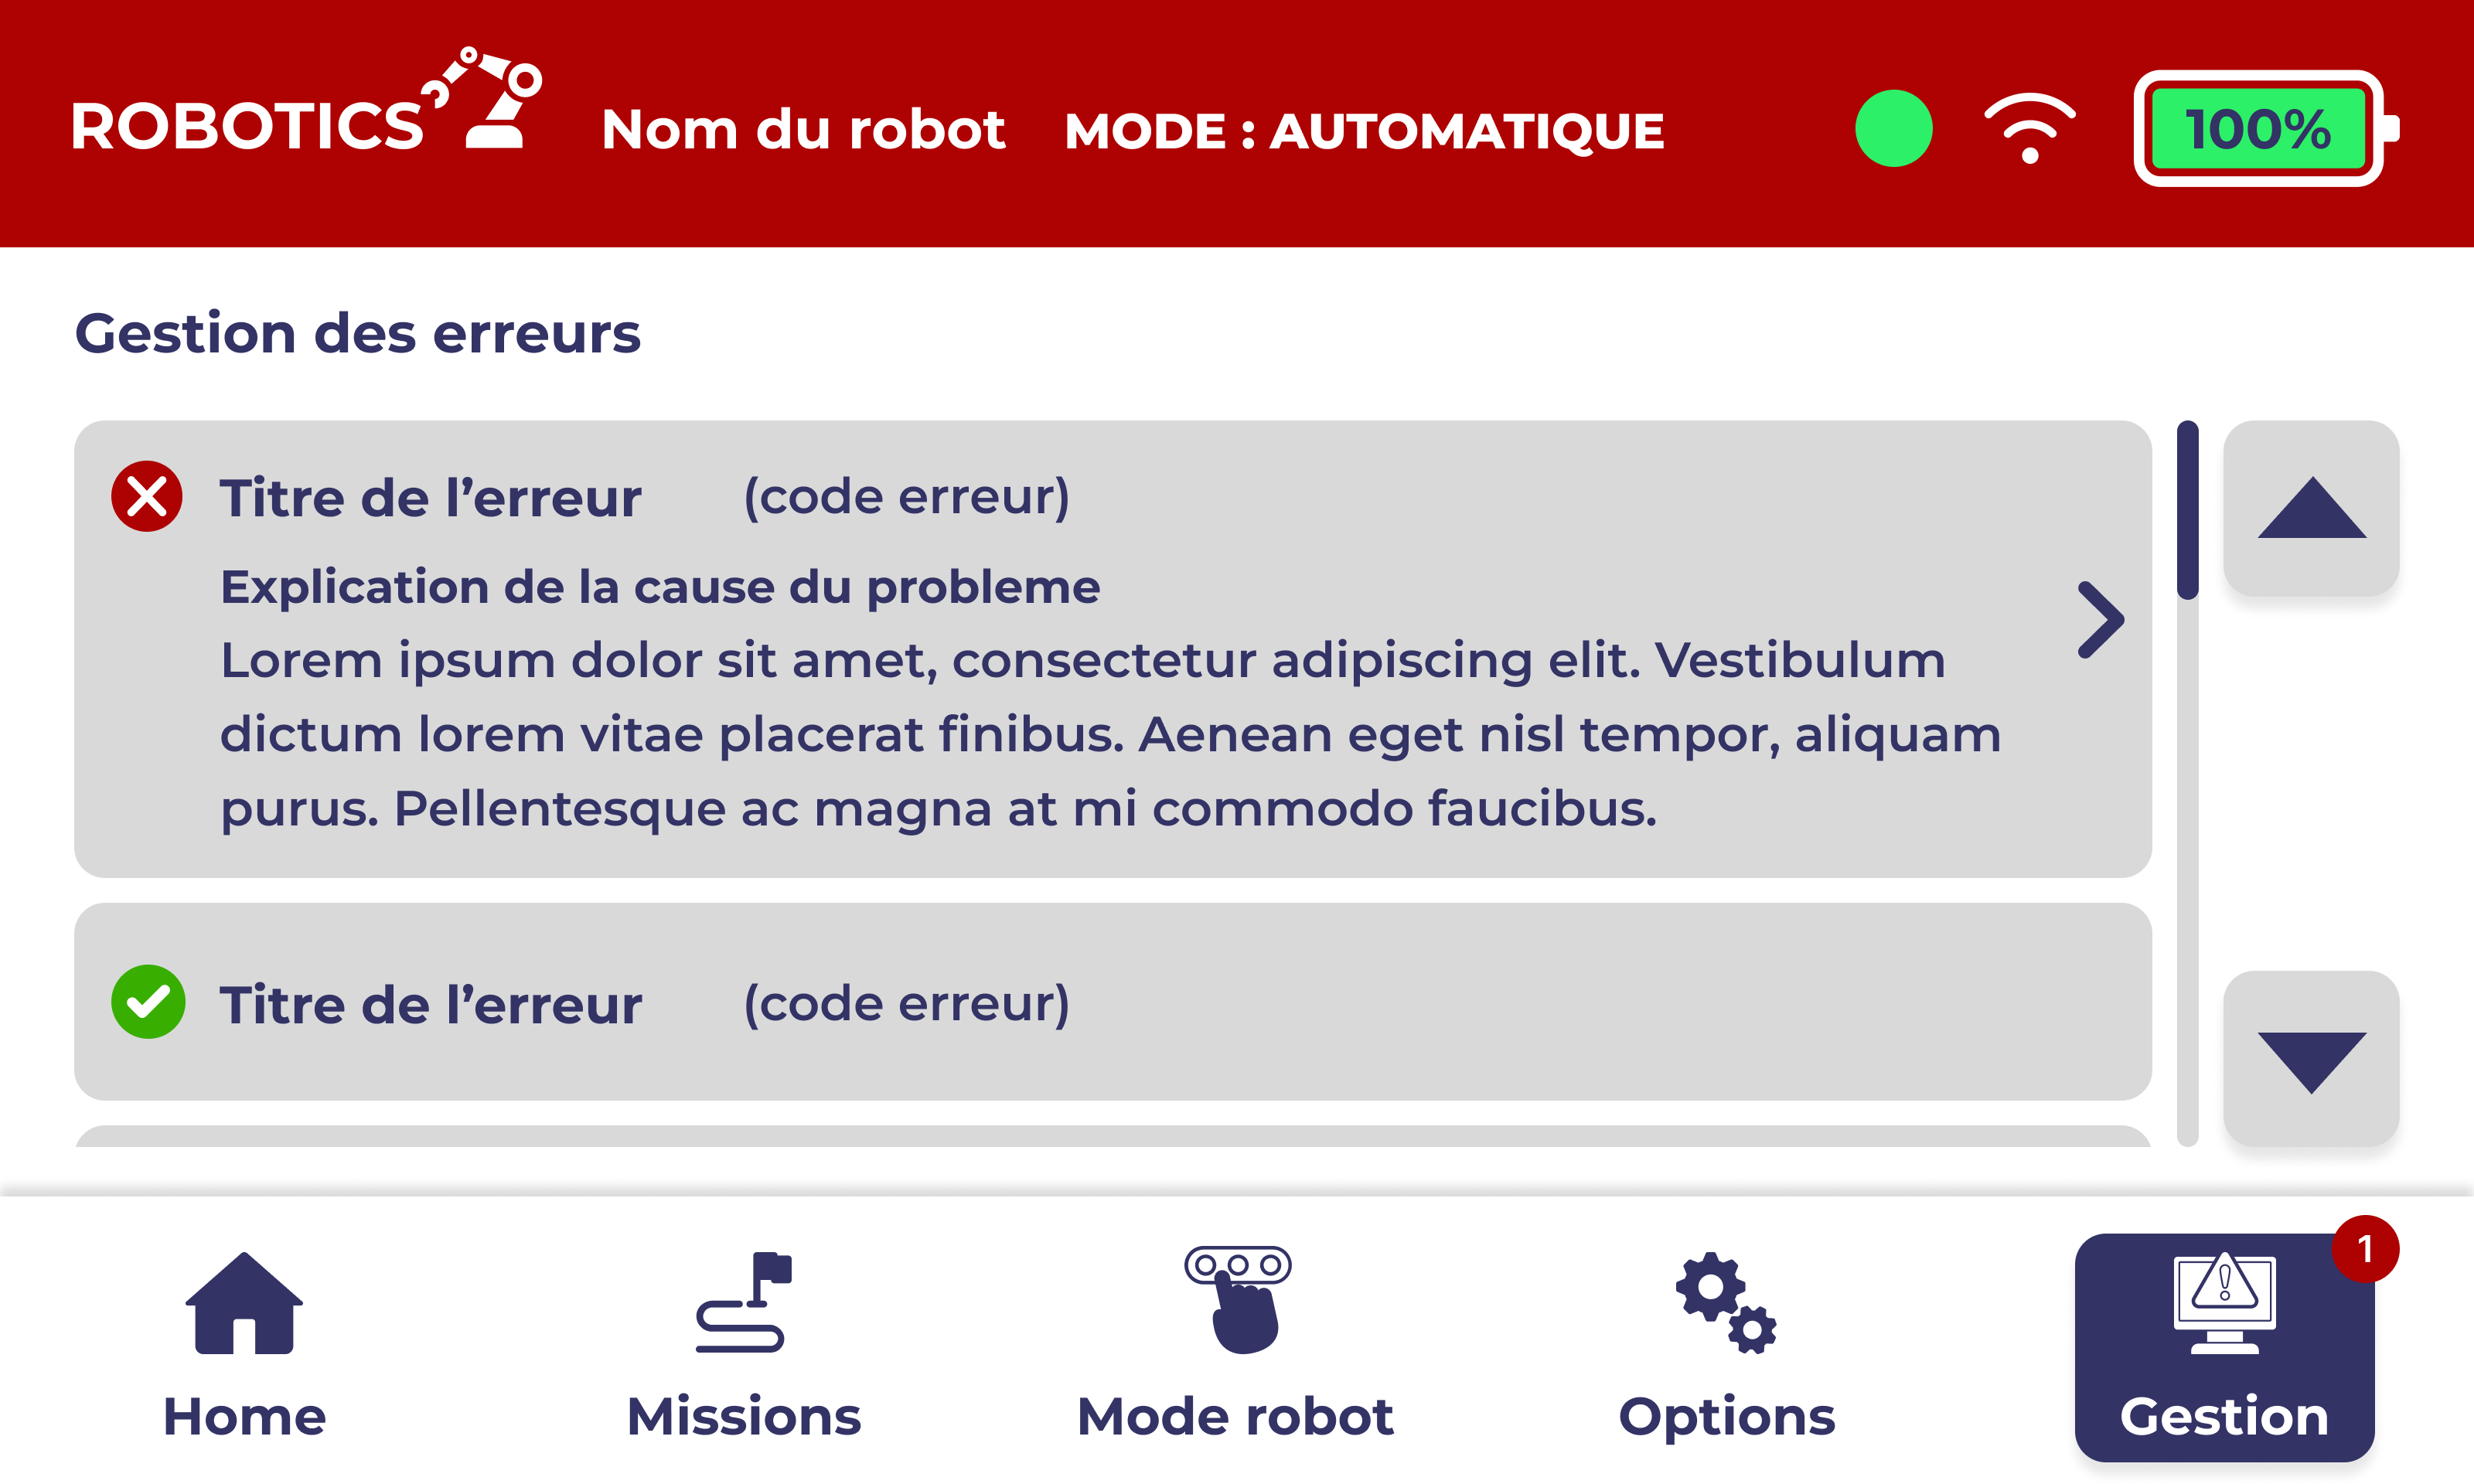 ROBOTICS
Nom du robot
MODE : AUTOMATIQUE
100%
Gestion des erreurs
Titre de l’erreur (code erreur)
Explication de la cause du probleme
Lorem ipsum dolor sit amet, consectetur adipiscing elit. Vestibulum
dictum lorem vitae placerat finibus. Aenean eget nisl tempor, aliquam
purus. Pellentesque ac magna at mi commodo faucibus.
Titre de l’erreur (code erreur)
Home
Missions
Mode robot
Options
Gestion
1